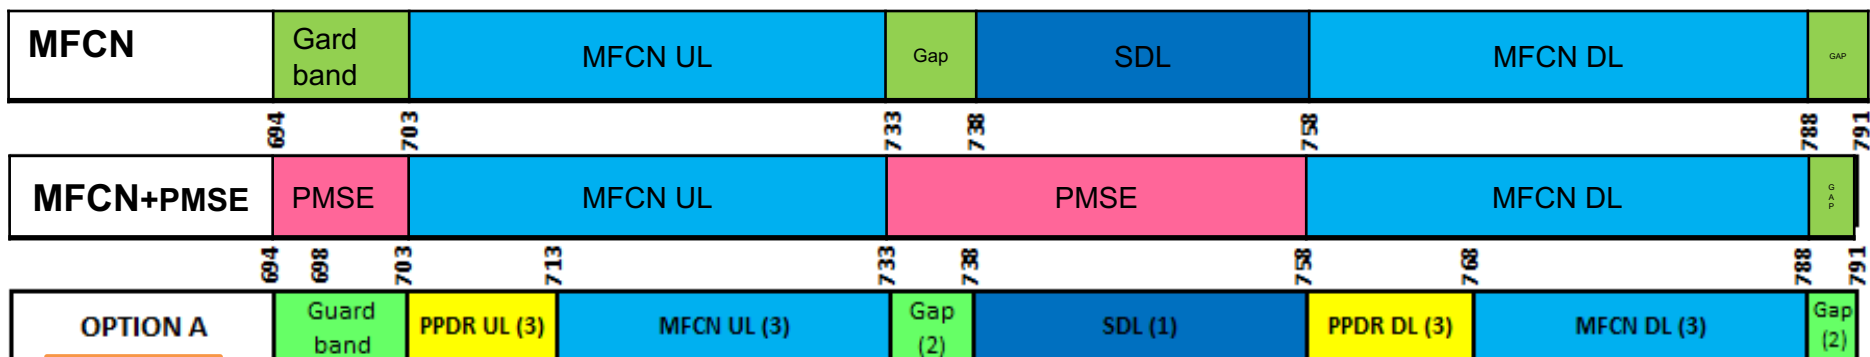 MFCN
Gard
band
MFCN UL
Gap
SDL
MFCN DL
GAP
694
703
733
738
758
788
791
MFCN+PMSE
PMSE
MFCN UL
PMSE
MFCN DL
G
A
P
694
698
703
713
733
738
758
768
788
791
OPTION A
Guard
band
PPDR UL (3)
MFCN UL (3)
Gap
(2)
SDL (1)
PPDR DL (3)
MFCN DL (3)
Gap
(2)